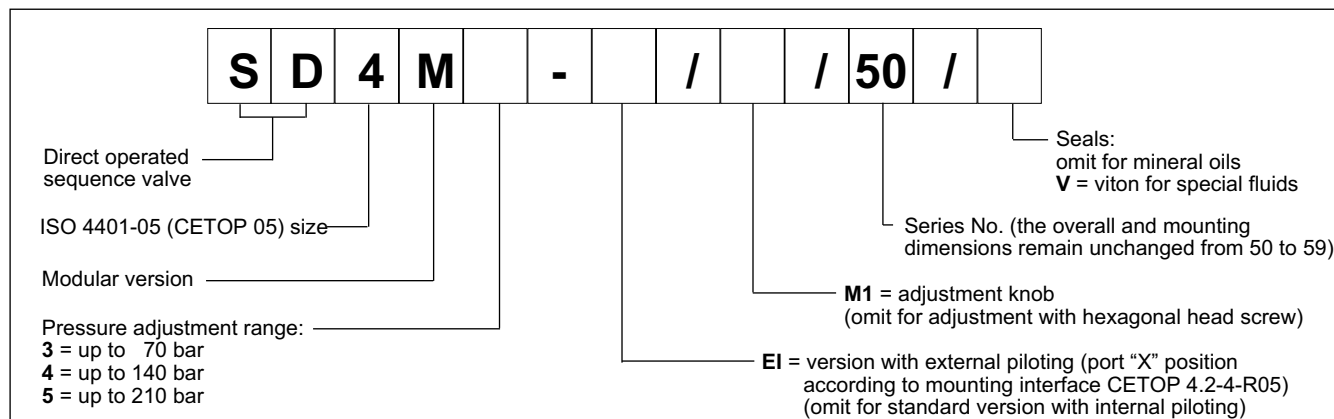 S D 4 M - / / 50 /
Direct operated
sequence valve
ISO 4401-05 (CETOP 05) size
Modular version
Pressure adjustment range:
3 = up to 70 bar
4 = up to 140 bar
5 = up to 210 bar
Seals:
omit for mineral oils
V = viton for special fluids
Series No. (the overall and mounting
dimensions remain unchanged from 50 to 59)
M1 = adjustment knob
(omit for adjustment with hexagonal head screw)
EI = version with external piloting (port “X” position
according to mounting interface CETOP 4.2-4-R05)
(omit for standard version with internal piloting)